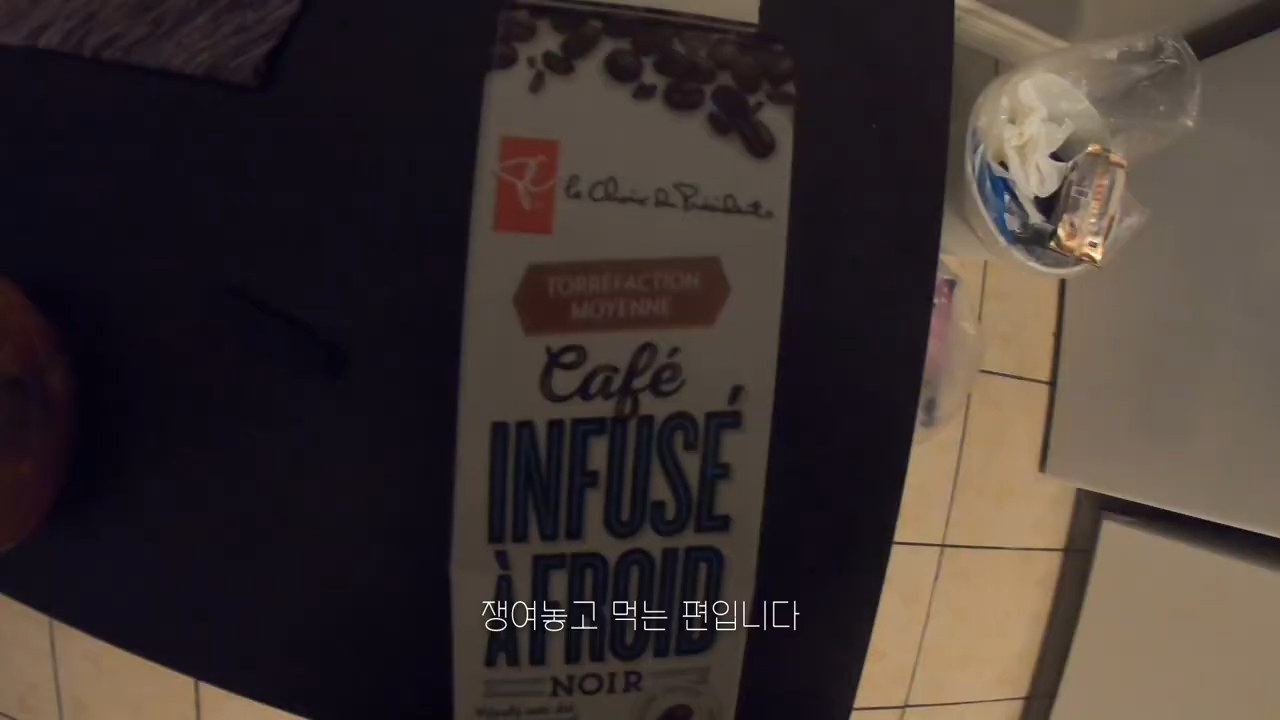 PC
le Choix du Président
TORRÉFACTION
MOYENNE
Café
INFUSÉ
À FROID
쟁여놓고 먹는 편입니다
NOIR